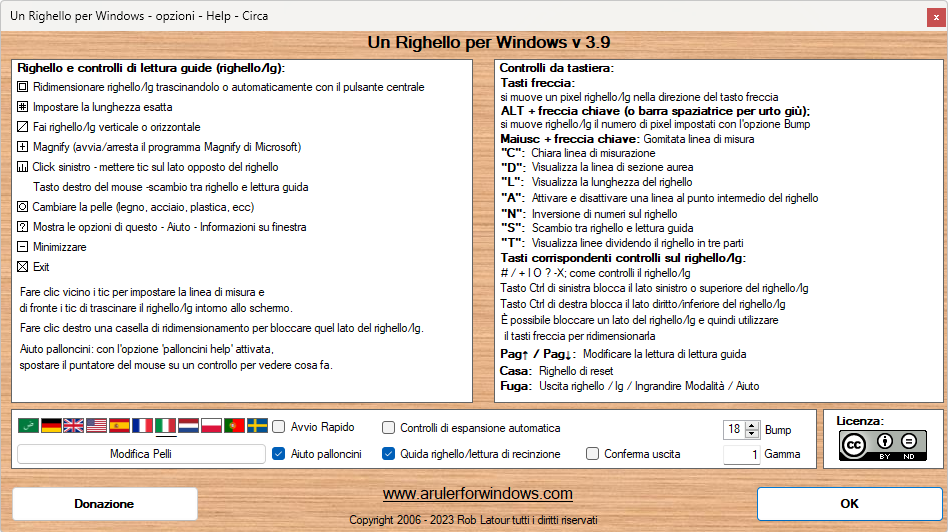 Un Righello per Windows - opzioni - Help - Circa
Un Righello per Windows v 3.9
Righello e controlli di lettura guide (righello/lg):
Ridimensionare righello/lg trascinandolo o automaticamente con il pulsante centrale
Impostare la lunghezza esatta
Fai righello/lg verticale o orizzontale
Magnify (avvia/arresta il programma Magnify di Microsoft)
Click sinistro - mettere tic sul lato opposto del righello
Tasto destro del mouse -scambio tra righello e lettura guida
Cambiare la pelle (legno, acciaio, plastica, ecc)
? Mostra le opzioni di questo - Aiuto - Informazioni su finestra
Minimizzare
Exit
Fare clic vicino i tic per impostare la linea di misura e
di fronte i tic di trascinare il righello/lg intorno allo schermo.
Fare clic destro una casella di ridimensionamento per bloccare quel lato del righello/lg.
Aiuto palloncini: con l'opzione 'palloncini help' attivata,
spostare il puntatore del mouse su un controllo per vedere cosa fa.
Controlli da tastiera:
Tasti freccia:
si muove un pixel righello/lg nella direzione del tasto freccia
ALT + freccia chiave (o barra spaziatrice per urto giù);
si muove righello/lg il numero di pixel impostati con l'opzione Bump
Maiusc + freccia chiave: Gomitata linea di misura
"C": Chiara linea di misurazione
"D": Visualizza la linea di sezione aurea
"L": Visualizza la lunghezza del righello
"A": Attivare e disattivare una linea al punto intermedio del righello
"N": Inversione di numeri sul righello
"S": Scambio tra righello e lettura guida
"T": Visualizza linee dividendo il righello in tre parti
Tasti corrispondenti controlli sul righello/lg:
# / + I O ? -X; come controlli il righello/lg
Tasto Ctrl di sinistra blocca il lato sinistro o superiore del righello/lg
Tasto Ctrl di destra blocca il lato diritto/inferiore del righello/lg
È possibile bloccare un lato del righello/lg e quindi utilizzare
il tasti freccia per ridimensionarla
Pag↑ / Pag↓: Modificare la lettura di lettura guida
Casa: Righello di reset
Fuga: Uscita righello / lg / Ingrandire Modalità / Aiuto
Avvio Rapido
Controlli di espansione automatica
18 Bump
Modifica Pelli
Aiuto palloncini
Quida righello/lettura di recinzione
Conferma uscita
1 Gamma
Licenza:
cc BY ND
Donazione
www.arulerforwindows.com
Copyright 2006 - 2023 Rob Latour tutti i diritti riservati
OK